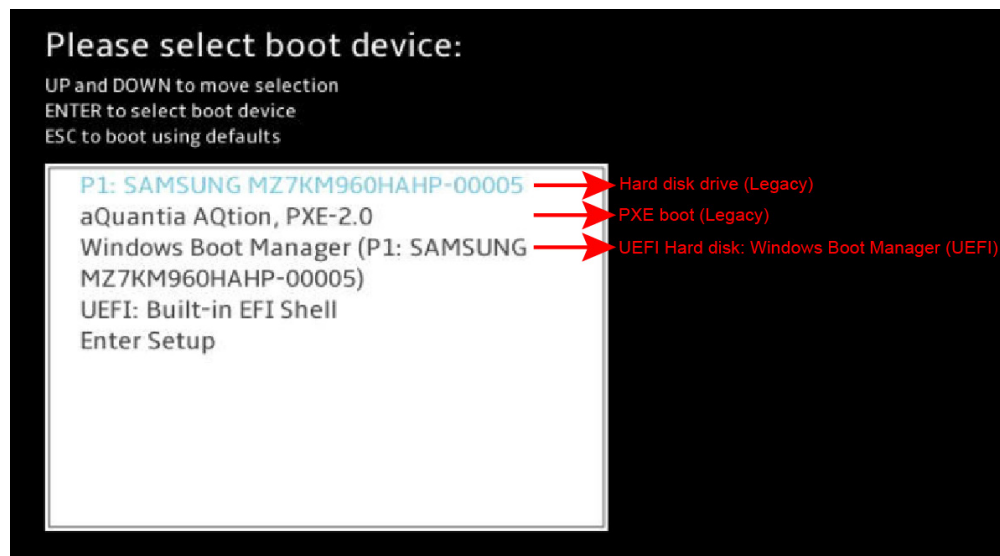 Please select boot device:
UP and DOWN to move selection
ENTER to select boot device
ESC to boot using defaults
P1: SAMSUNG MZ7KM960HAHP-00005
Hard disk drive (Legacy)
aQuantia AQtion, PXE-2.0
PXE boot (Legacy)
Windows Boot Manager (P1: SAMSUNG
UEFI Hard disk: Windows Boot Manager (UEFI)
MZ7KM960HAHP-00005)
UEFI: Built-in EFI Shell
Enter Setup